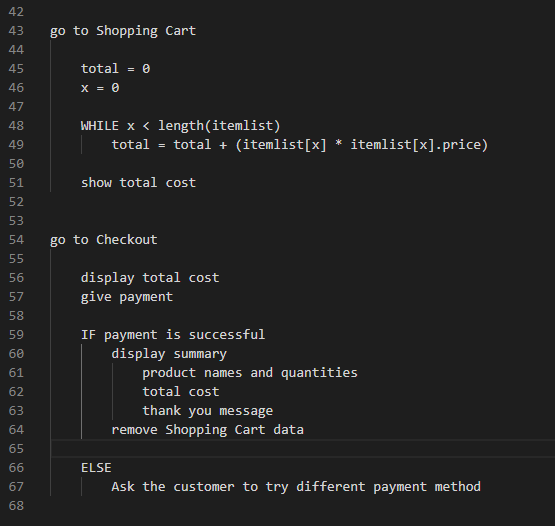 42
43 go to Shopping Cart
44
45 total = 0
46 x = 0
47
48 WHILE x < length(itemlist)
49 total = total + (itemlist[x] * itemlist[x].price)
50
51 show total cost
52
53
54 go to Checkout
55
56 display total cost
57 give payment
58
59 IF payment is successful
60 display summary
61 product names and quantities
62 total cost
63 thank you message
64 remove Shopping Cart data
65
66 ELSE
67 Ask the customer to try different payment method
68